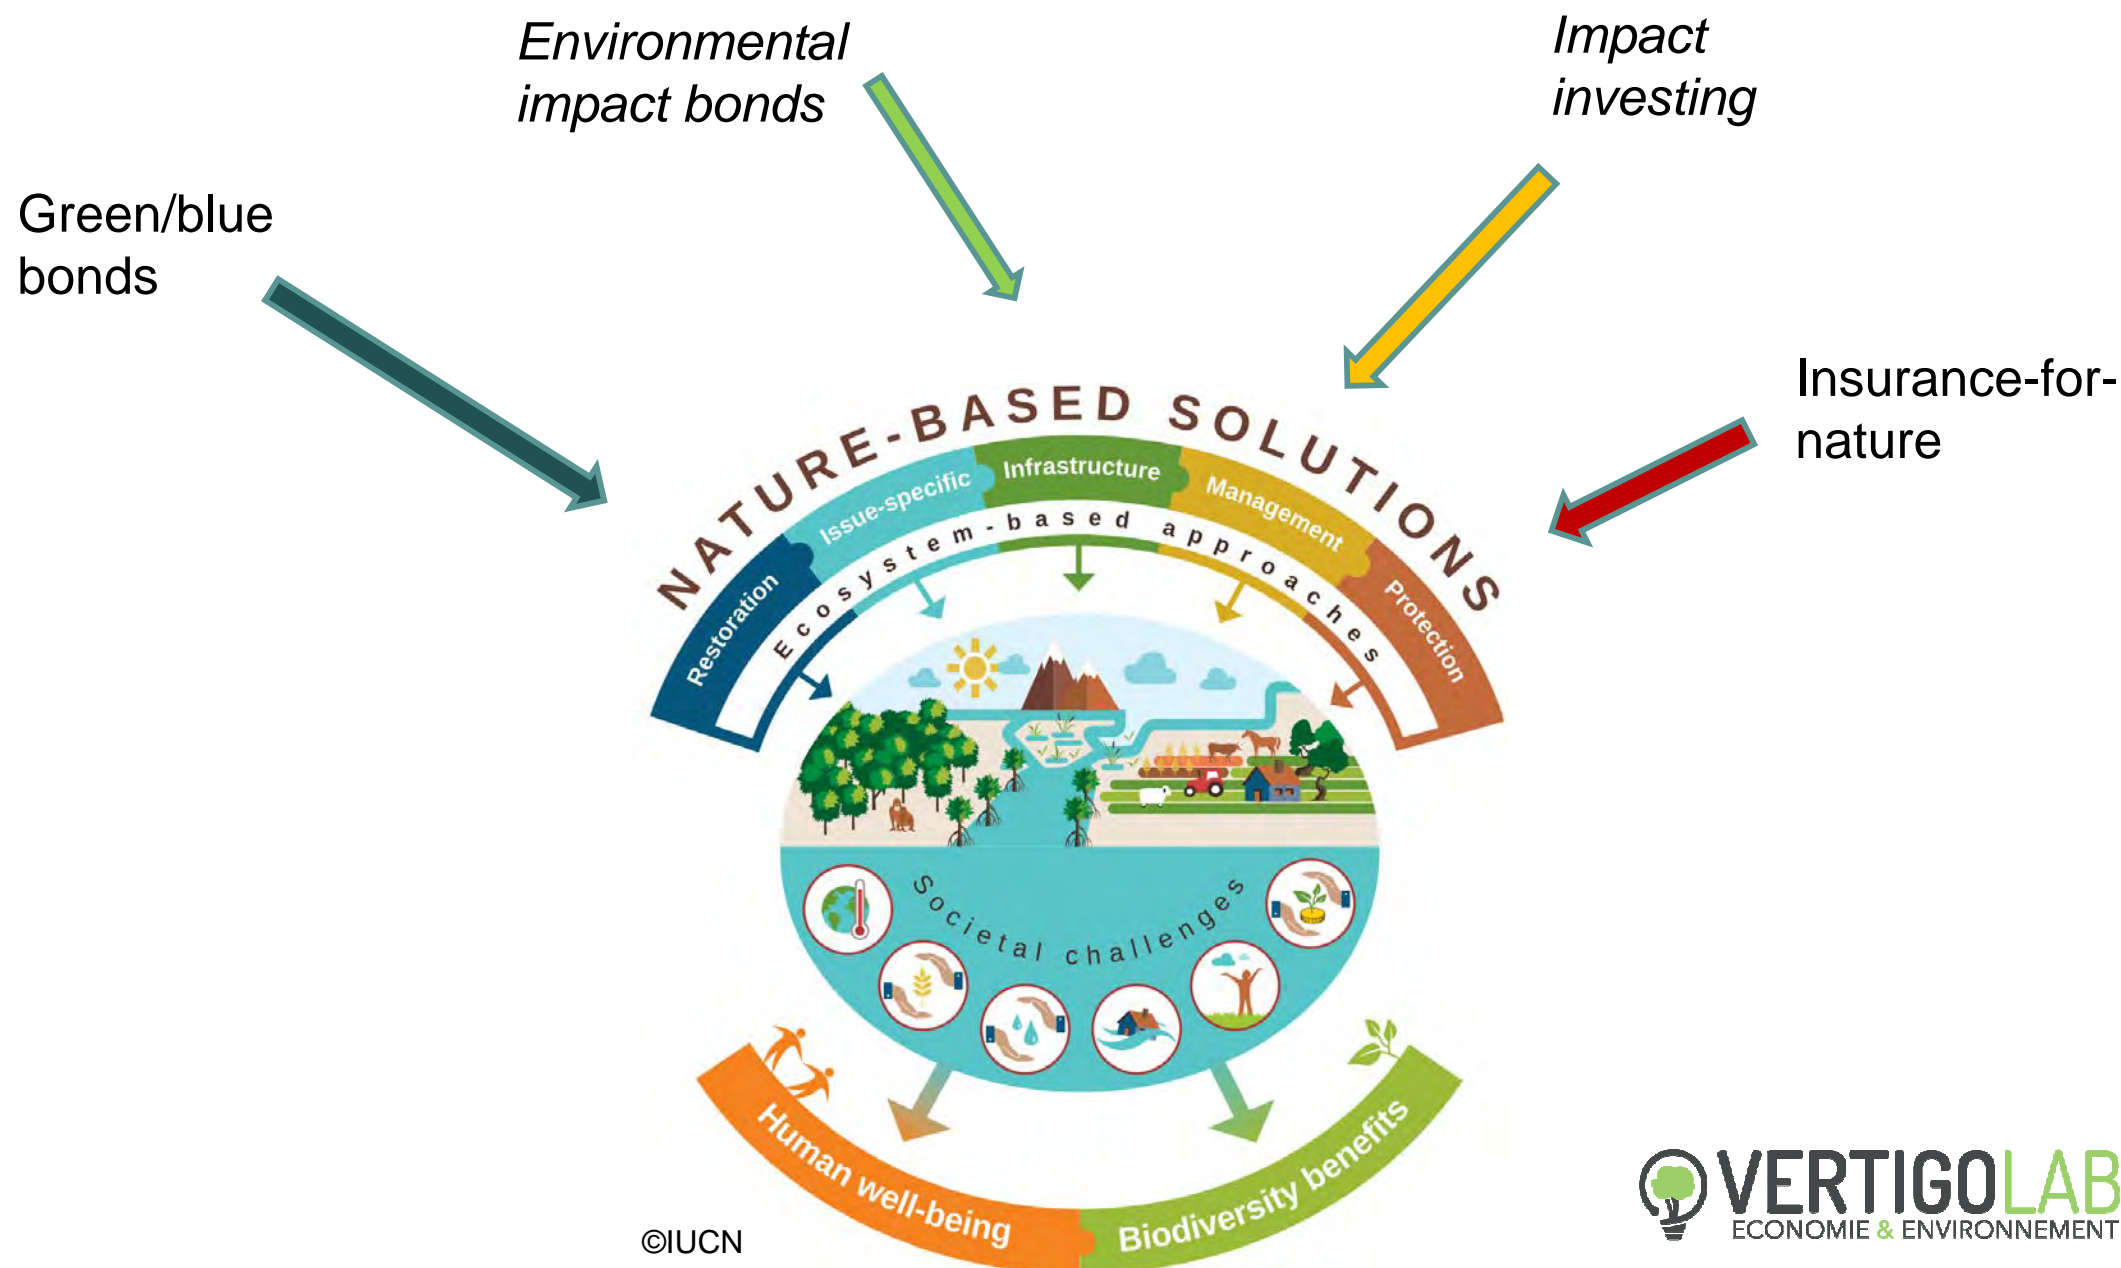 Environmental
impact bonds
Impact
investing
Green/blue
bonds
Insurance-for-
nature
NATURE-BASED SOLUTIONS
Restoration
Issue-specific
Infrastructure
Management
Protection
Ecosystem-based approaches
Societal challenges
Human well-being
Biodiversity benefits
©IUCN
VERTIGOLAB
ECONOMIE & ENVIRONNEMENT